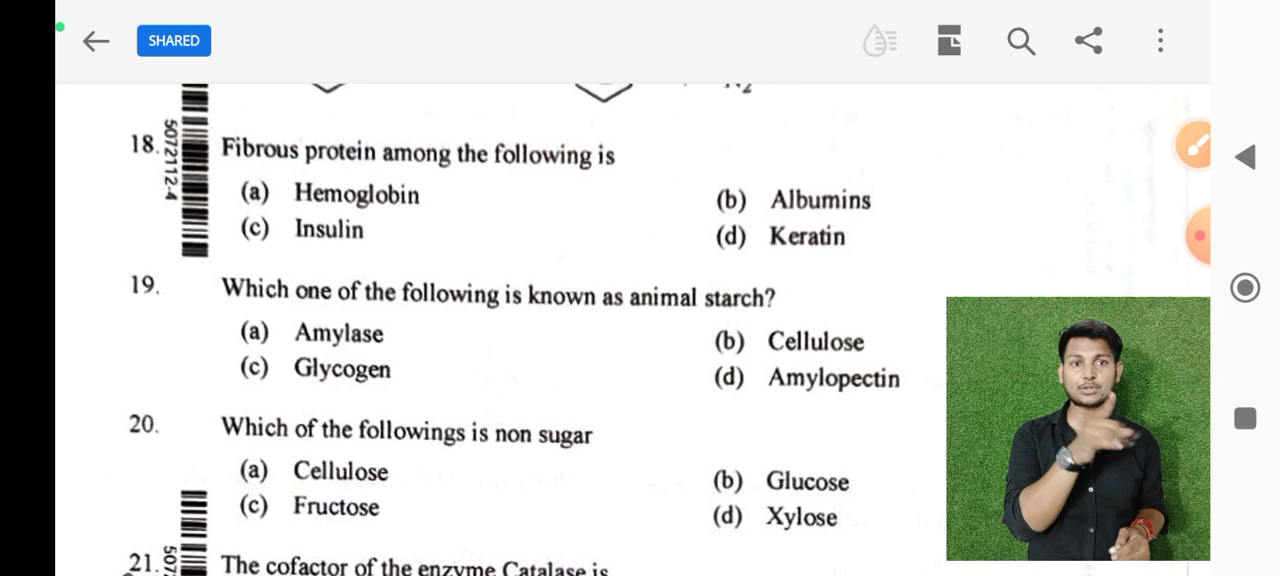 SHARED
18. Fibrous protein among the following is
(a) Hemoglobin (b) Albumins
(c) Insulin (d) Keratin
5072112-4
19. Which one of the following is known as animal starch?
(a) Amylase (b) Cellulose
(c) Glycogen (d) Amylopectin
20. Which of the followings is non sugar
(a) Cellulose (b) Glucose
(c) Fructose (d) Xylose
21. The cofactor of the enzyme Catalase is
507